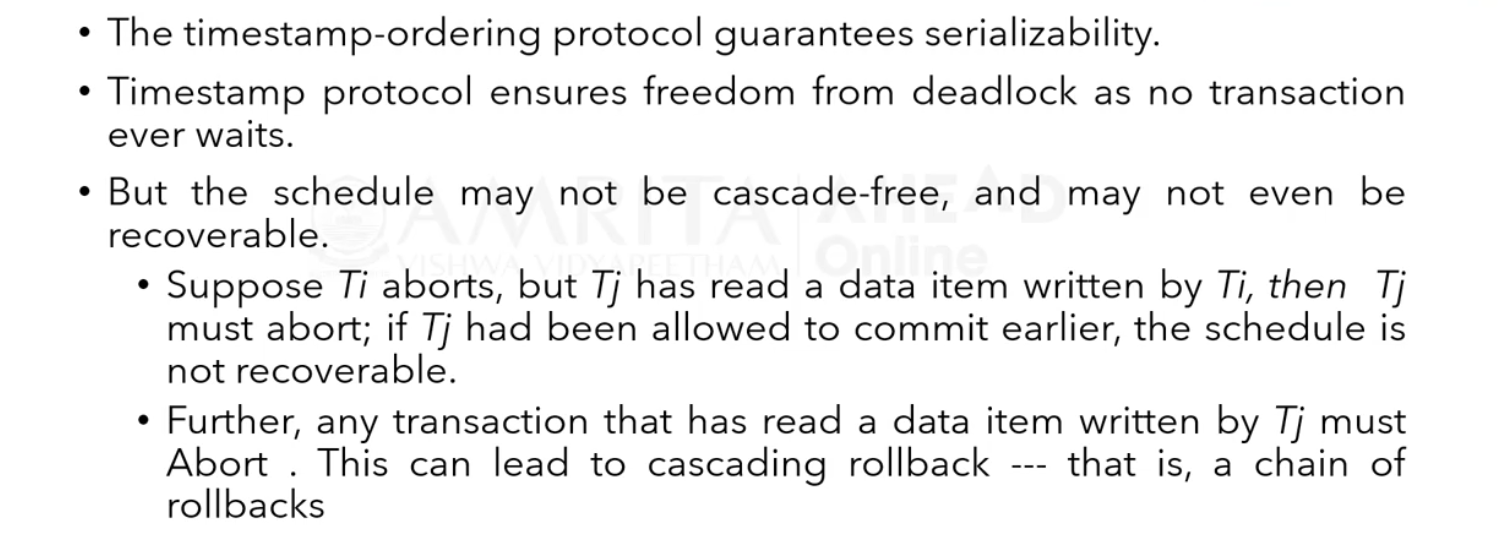 • The timestamp-ordering protocol guarantees serializability.
• Timestamp protocol ensures freedom from deadlock as no transaction
ever waits.
• But the schedule may not be cascade-free, and may not even be
recoverable.
AMRITA AHEAD
VISHWA VIDYAPEETHAM Online
• Suppose Ti aborts, but Tj has read a data item written by Ti, then Tj
must abort; if Tj had been allowed to commit earlier, the schedule is
not recoverable.
• Further, any transaction that has read a data item written by Tj must
Abort . This can lead to cascading rollback --- that is, a chain of
rollbacks